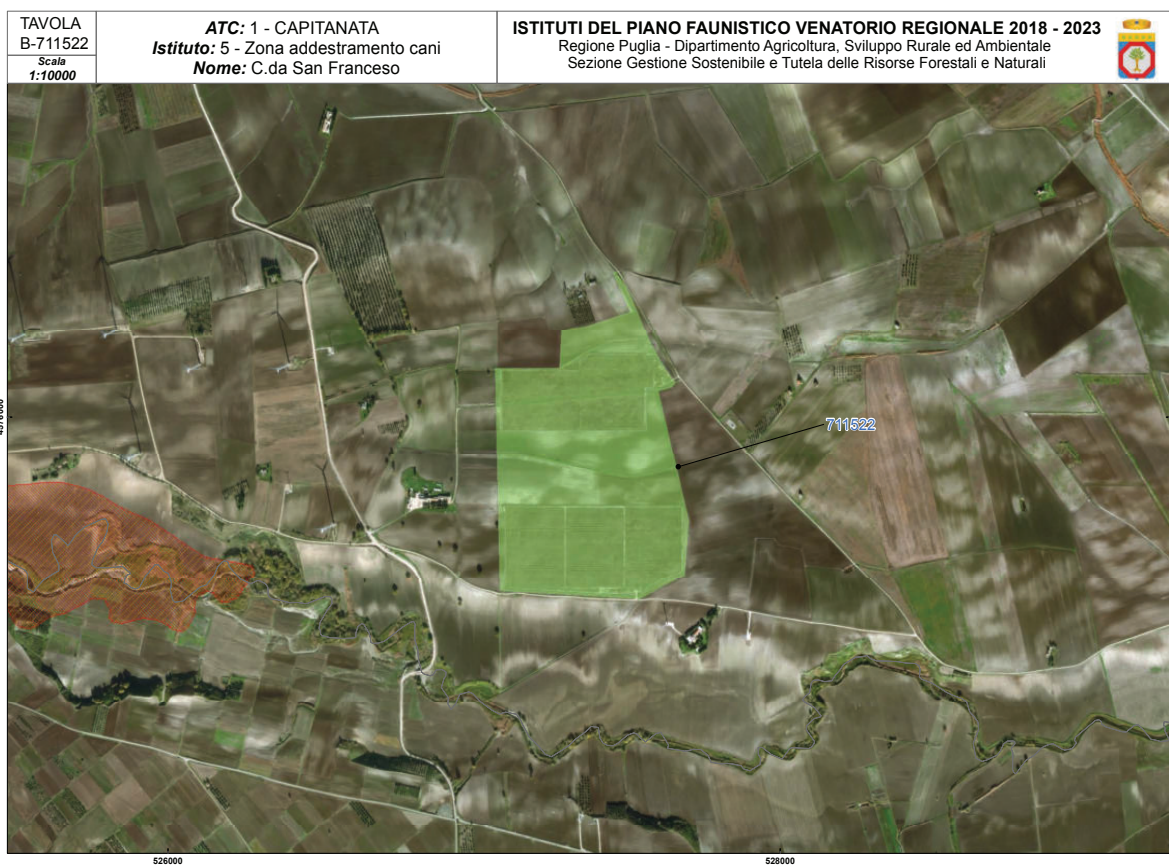 TAVOLA
B-711522
Scala
1:10000
ATC: 1 - CAPITANATA
Istituto: 5 - Zona addestramento cani
Nome: C.da San Franceso
ISTITUTI DEL PIANO FAUNISTICO VENATORIO REGIONALE 2018 - 2023
Regione Puglia - Dipartimento Agricoltura, Sviluppo Rurale ed Ambientale
Sezione Gestione Sostenibile e Tutela delle Risorse Forestali e Naturali
711522
526000
528000